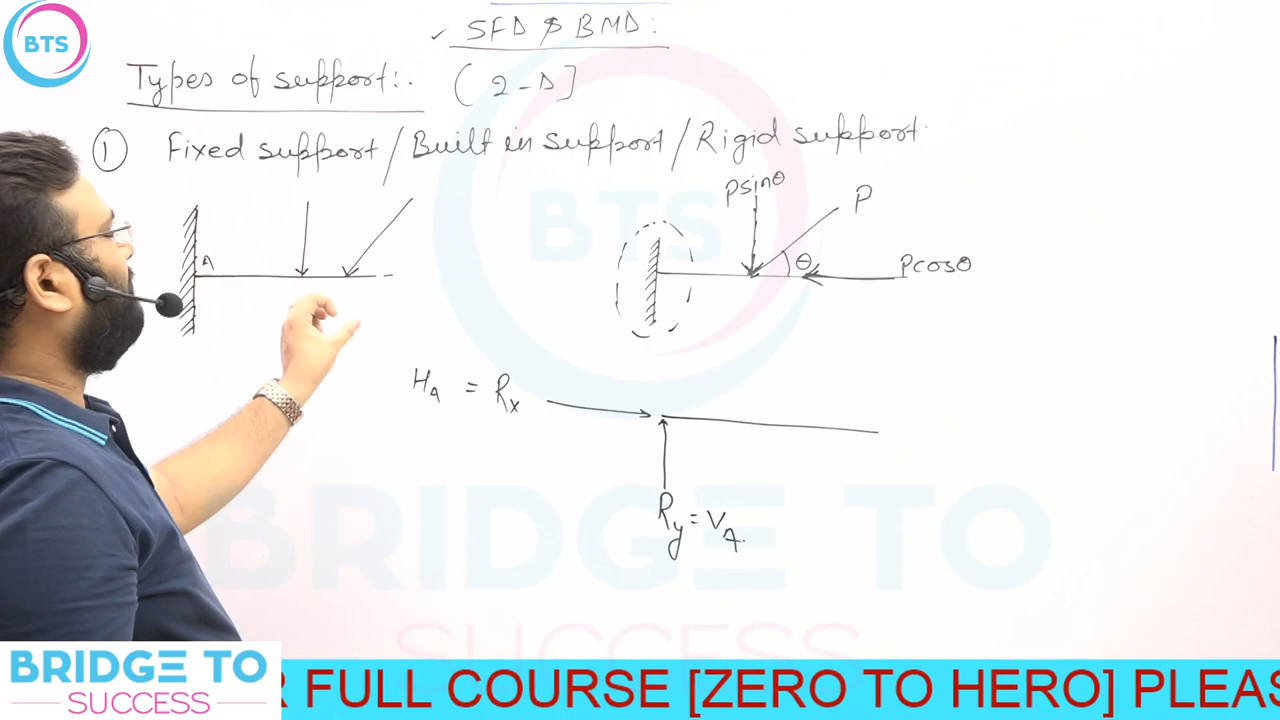 BTS
✓ SFD & BMD:
Types of support:. (2-D]
① Fixed support/Built in support/Rigid support.
BTS
Psinθ
P
A
θ
Pcosθ
H_A = R_x
R_y = V_A.
BRIDGE TO
SUCCESS
BRIDGE TO
SUCCESS
R FULL COURSE [ZERO TO HERO] PLEAS